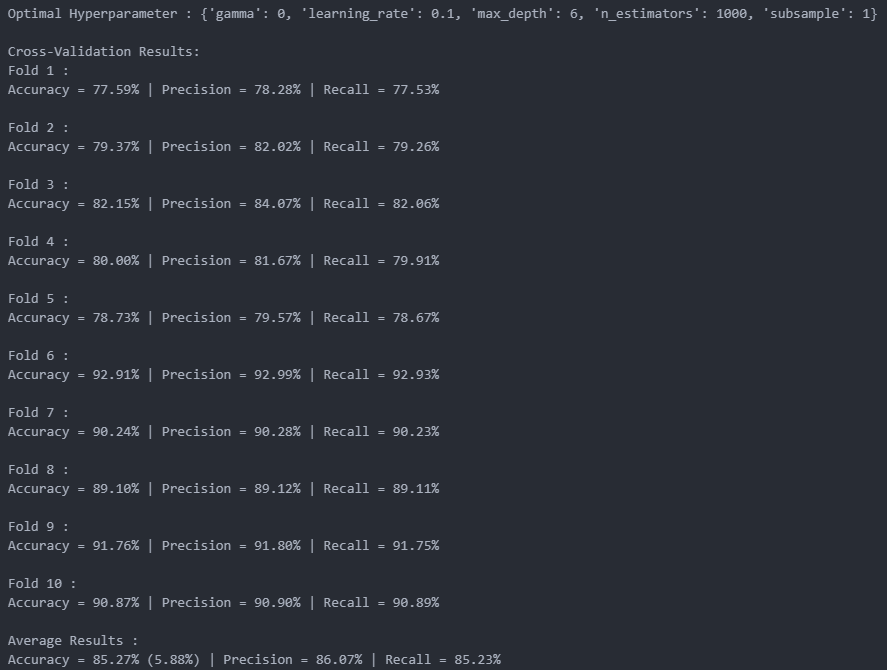 Optimal Hyperparameter : {'gamma': 0, 'learning_rate': 0.1, 'max_depth': 6, 'n_estimators': 1000, 'subsample': 1}
Cross-Validation Results:
Fold 1 :
Accuracy = 77.59% | Precision = 78.28% | Recall = 77.53%
Fold 2 :
Accuracy = 79.37% | Precision = 82.02% | Recall = 79.26%
Fold 3 :
Accuracy = 82.15% | Precision = 84.07% | Recall = 82.06%
Fold 4 :
Accuracy = 80.00% | Precision = 81.67% | Recall = 79.91%
Fold 5 :
Accuracy = 78.73% | Precision = 79.57% | Recall = 78.67%
Fold 6 :
Accuracy = 92.91% | Precision = 92.99% | Recall = 92.93%
Fold 7 :
Accuracy = 90.24% | Precision = 90.28% | Recall = 90.23%
Fold 8 :
Accuracy = 89.10% | Precision = 89.12% | Recall = 89.11%
Fold 9 :
Accuracy = 91.76% | Precision = 91.80% | Recall = 91.75%
Fold 10 :
Accuracy = 90.87% | Precision = 90.90% | Recall = 90.89%
Average Results :
Accuracy = 85.27% (5.88%) | Precision = 86.07% | Recall = 85.23%